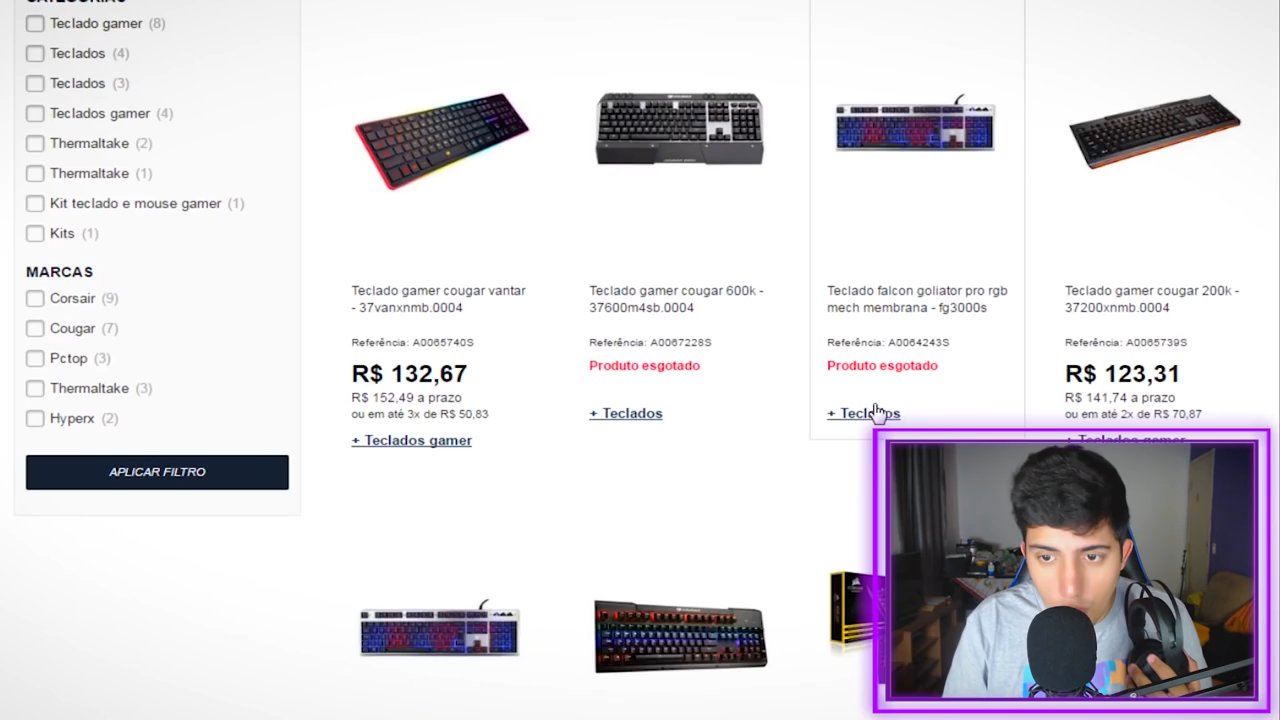 CATEGORIAS
Teclado gamer (8)
Teclados (4)
Teclados (3)
Teclados gamer (4)
Thermaltake (2)
Thermaltake (1)
Kit teclado e mouse gamer (1)
Kits (1)
MARCAS
Corsair (9)
Cougar (7)
Pctop (3)
Thermaltake (3)
Hyperx (2)
APLICAR FILTRO
Teclado gamer cougar vantar
- 37vanxnmb.0004
Referência: A0065740S
R$ 132,67
R$ 152,49 a prazo
ou em até 3x de R$ 50,83
+ Teclados gamer
Teclado gamer cougar 600k -
37600m4sb.0004
Referência: A0067228S
Produto esgotado
+ Teclados
Teclado falcon goliator pro rgb
mech membrana - fg3000s
Referência: A0064243S
Produto esgotado
+ Teclados
Teclado gamer cougar 200k -
37200xnmb.0004
Referência: A0065739S
R$ 123,31
R$ 141,74 a prazo
ou em até 2x de R$ 70,87
+ Teclados gamer